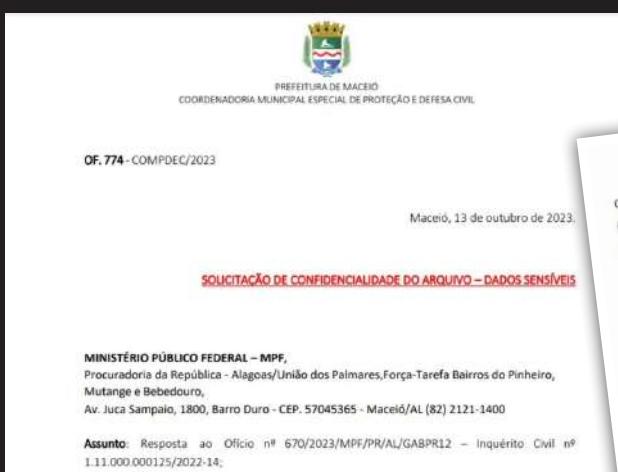 PREFEITURA DE MACEIÓ
COORDENADORIA MUNICIPAL ESPECIAL DE PROTEÇÃO E DEFESA CIVIL
OF. 774 - COMPDEC/2023
Maceió, 13 de outubro de 2023.
SOLICITAÇÃO DE CONFIDENCIALIDADE DO ARQUIVO – DADOS SENSÍVEIS
MINISTÉRIO PÚBLICO FEDERAL – MPF,
Procuradoria da República - Alagoas/União dos Palmares,Força-Tarefa Bairros do Pinheiro,
Mutange e Bebedouro,
Av. Juca Sampaio, 1800, Barro Duro - CEP. 57045365 - Maceió/AL (82) 2121-1400
Assunto: Resposta ao Ofício nº 670/2023/MPF/PR/AL/GABPR12 – Inquérito Civil nº
1.11.000.000125/2022-14;